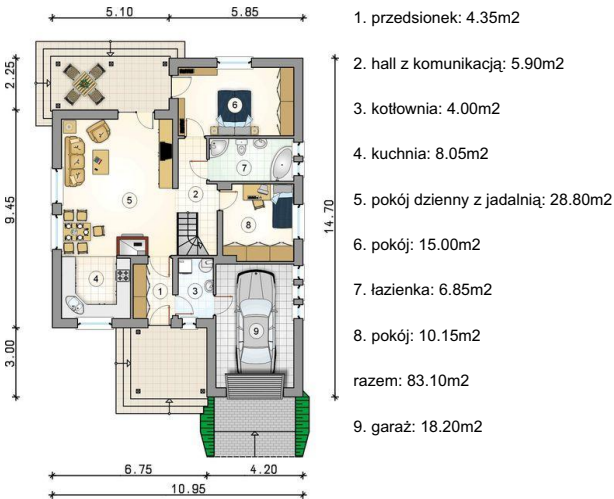 5.10
5.85
1. przedsionek: 4.35m2
2. hall z komunikacją: 5.90m2
3. kotłownia: 4.00m2
4. kuchnia: 8.05m2
5. pokój dzienny z jadalnią: 28.80m2
6. pokój: 15.00m2
7. łazienka: 6.85m2
8. pokój: 10.15m2
razem: 83.10m2
9. garaż: 18.20m2
2.25
9.45
3.00
14.70
6
7
2
5
8
4
1
3
9
6.75
4.20
10.95